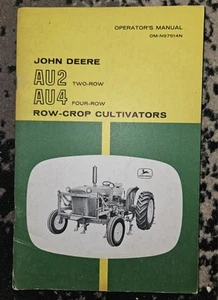 OPERATOR'S MANUAL
OM-N97514N
JOHN DEERE
AU2 TWO-ROW
AU4 FOUR-ROW
ROW-CROP CULTIVATORS